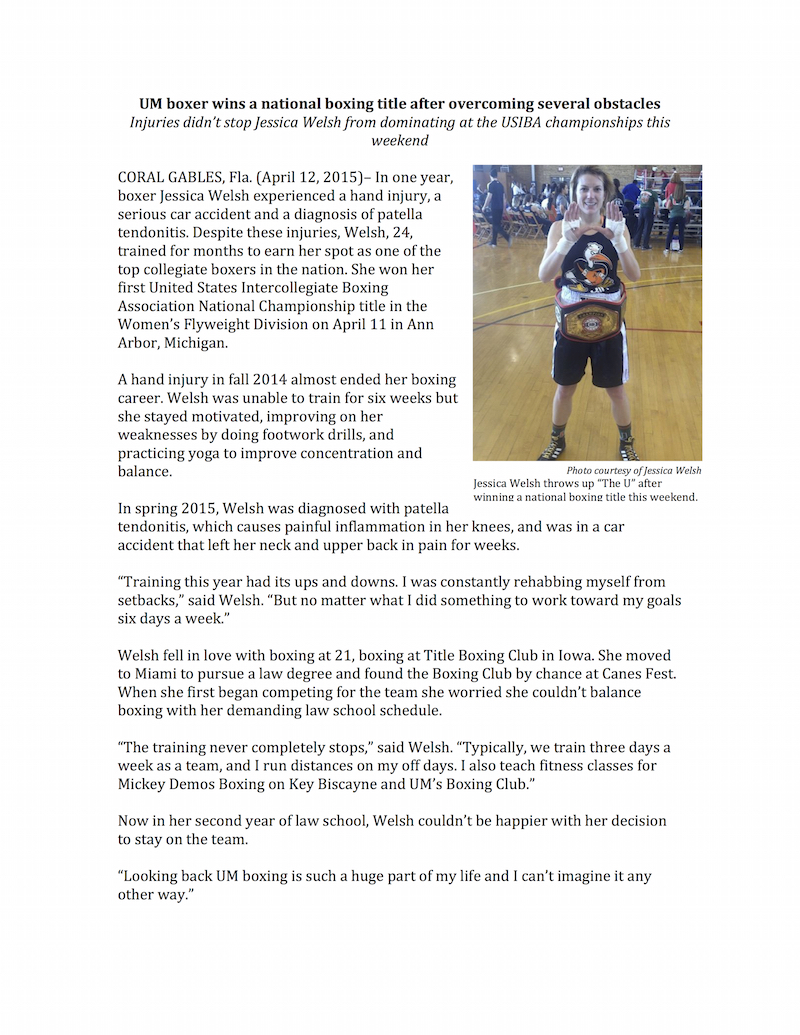 UM boxer wins a national boxing title after overcoming several obstacles
Injuries didn’t stop Jessica Welsh from dominating at the USIBA championships this
weekend
CORAL GABLES, Fla. (April 12, 2015)– In one year,
boxer Jessica Welsh experienced a hand injury, a
serious car accident and a diagnosis of patella
tendonitis. Despite these injuries, Welsh, 24,
trained for months to earn her spot as one of the
top collegiate boxers in the nation. She won her
first United States Intercollegiate Boxing
Association National Championship title in the
Women’s Flyweight Division on April 11 in Ann
Arbor, Michigan.
A hand injury in fall 2014 almost ended her boxing
career. Welsh was unable to train for six weeks but
she stayed motivated, improving on her
weaknesses by doing footwork drills, and
practicing yoga to improve concentration and
balance.
Photo courtesy of Jessica Welsh
Jessica Welsh throws up “The U” after
winning a national boxing title this weekend.
In spring 2015, Welsh was diagnosed with patella
tendonitis, which causes painful inflammation in her knees, and was in a car
accident that left her neck and upper back in pain for weeks.
“Training this year had its ups and downs. I was constantly rehabbing myself from
setbacks,” said Welsh. “But no matter what I did something to work toward my goals
six days a week.”
Welsh fell in love with boxing at 21, boxing at Title Boxing Club in Iowa. She moved
to Miami to pursue a law degree and found the Boxing Club by chance at Canes Fest.
When she first began competing for the team she worried she couldn’t balance
boxing with her demanding law school schedule.
“The training never completely stops,” said Welsh. “Typically, we train three days a
week as a team, and I run distances on my off days. I also teach fitness classes for
Mickey Demos Boxing on Key Biscayne and UM’s Boxing Club.”
Now in her second year of law school, Welsh couldn’t be happier with her decision
to stay on the team.
“Looking back UM boxing is such a huge part of my life and I can’t imagine it any
other way.”